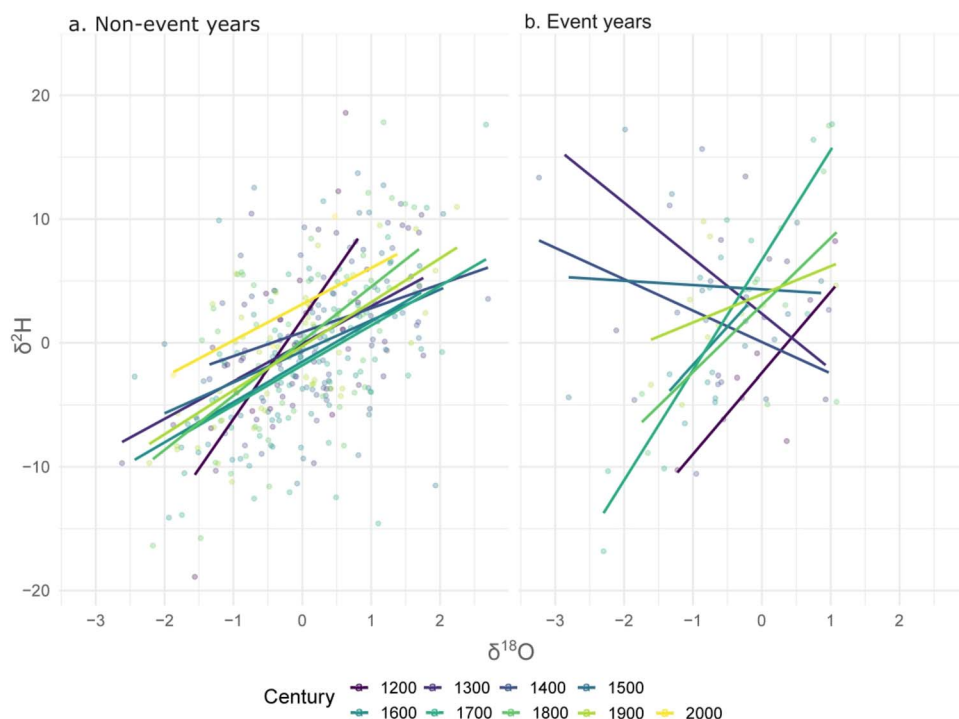 a. Non-event years
b. Event years
20
10
0
−10
−20
δ²H
−3 −2 −1 0 1 2
−3 −2 −1 0 1 2
δ¹⁸O
Century
1200 1300 1400 1500
1600 1700 1800 1900 2000